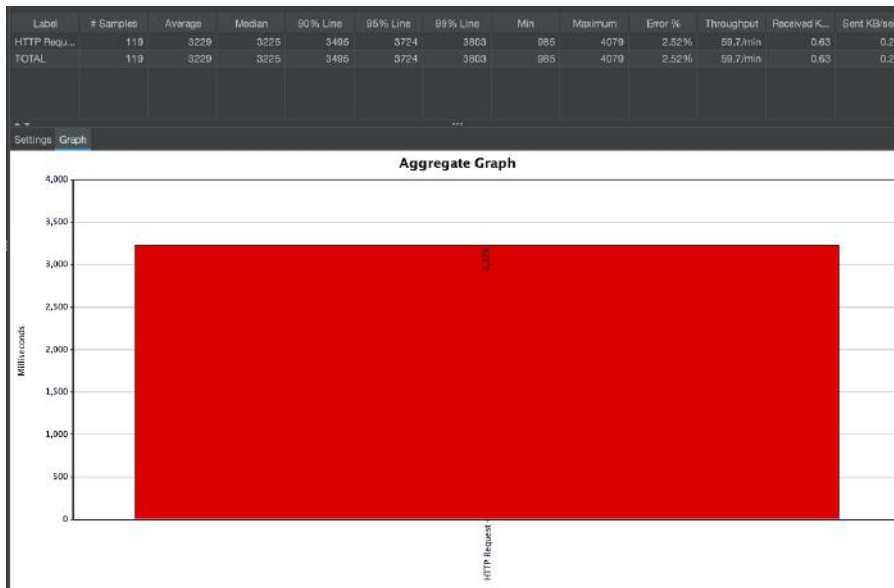 Label # Samples Average Median 90% Line 95% Line 99% Line Min Maximum Error % Throughput Received K... Sent KB/se
HTTP Requ... 119 3229 3225 3495 3724 3803 985 4079 2.52% 59.7/min 0.63 0.2
TOTAL 119 3229 3225 3495 3724 3803 985 4079 2.52% 59.7/min 0.63 0.2
Settings Graph
Aggregate Graph
4,000
3,500
3,000
2,500
2,000
1,500
1,000
500
0
Milliseconds
3,229
HTTP Request